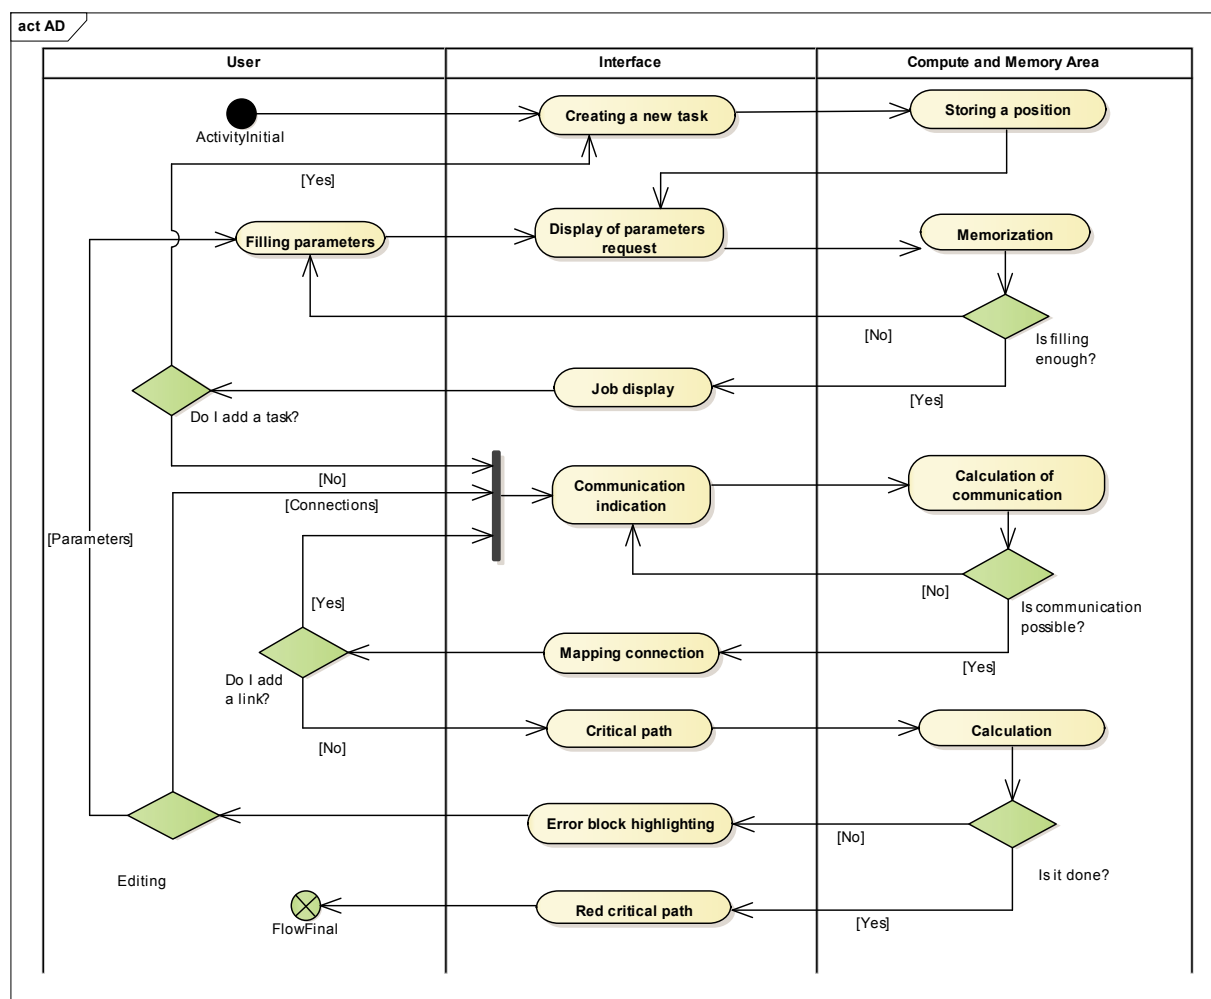 act AD
User
Interface
Compute and Memory Area
ActivityInitial
Creating a new task
Storing a position
[Yes]
Filling parameters
Display of parameters
request
Memorization
[No]
Is filling
enough?
Job display
[Yes]
Do I add a task?
[No]
[Connections]
Communication
indication
Calculation of
communication
[Parameters]
[No]
[Yes]
Is communication
possible?
Mapping connection
[Yes]
Do I add
a link?
[No]
Critical path
Calculation
Error block highlighting
[No]
Editing
Is it done?
FlowFinal
Red critical path
[Yes]